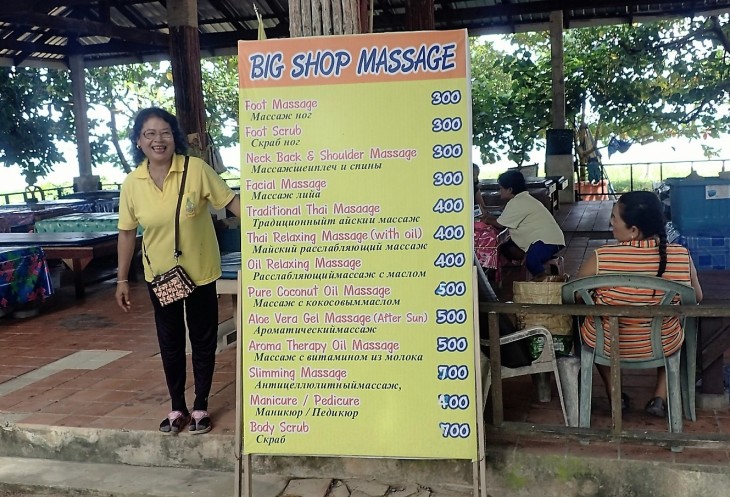 BIG SHOP MASSAGE
Foot Massage 300
Массаж ног
Foot Scrub 300
Скраб ног
Neck Back & Shoulder Massage 300
Массажшеиплеч и спины
Facial Massage 300
Массаж лийа
Traditional Thai Masaage 400
Традиционныйт айский массаж
Thai Relaxing Massage (with oil) 400
Майский расслабляющий массаж
Oil Relaxing Massage 400
Расслабляющиймассаж с маслом
Pure Coconut Oil Massage 500
Массаж с кокосовыммаслом
Aloe Vera Gel Massage (After Sun) 500
Ароматическиймассаж
Aroma Therapy Oil Massage 500
Массаж с витамином из молока
Slimming Massage 700
Антицеллюлитныймассаж,
Manicure / Pedicure 400
Маникюр / Педикюр
Body Scrub 700
Скраб